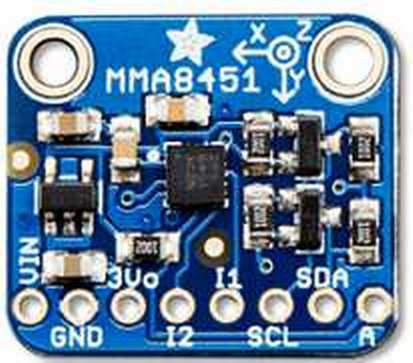 X Z
Y
MMA8451
VIN 3Vo I1 SDA
GND I2 SCL A